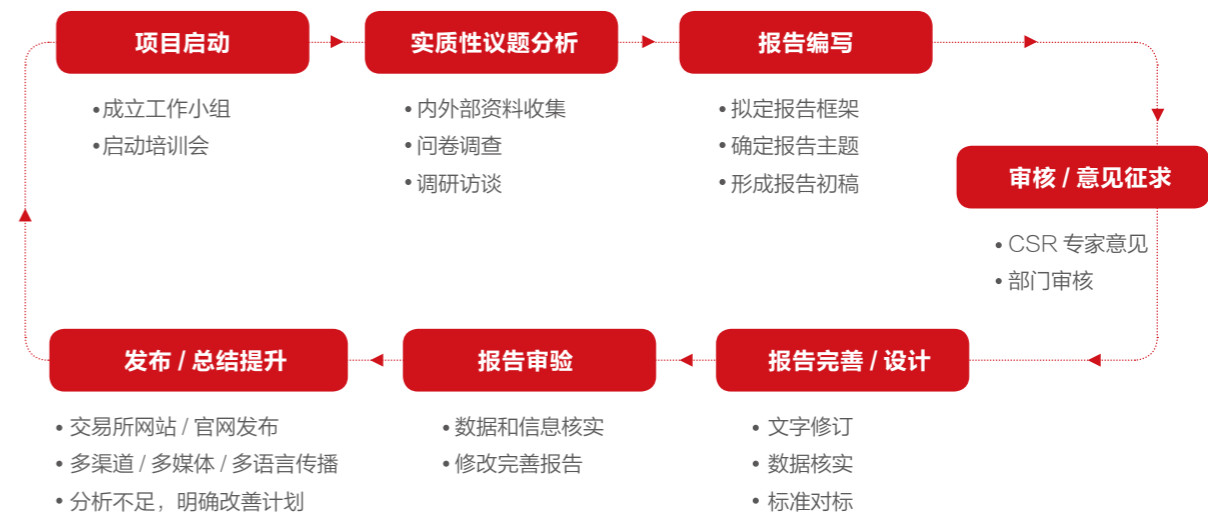 项目启动
•成立工作小组
•启动培训会
实质性议题分析
•内外部资料收集
•问卷调查
•调研访谈
报告编写
•拟定报告框架
•确定报告主题
•形成报告初稿
审核 / 意见征求
•CSR 专家意见
•部门审核
报告完善 / 设计
•文字修订
•数据核实
•标准对标
报告审验
•数据和信息核实
•修改完善报告
发布 / 总结提升
•交易所网站 / 官网发布
•多渠道 / 多媒体 / 多语言传播
•分析不足，明确改善计划